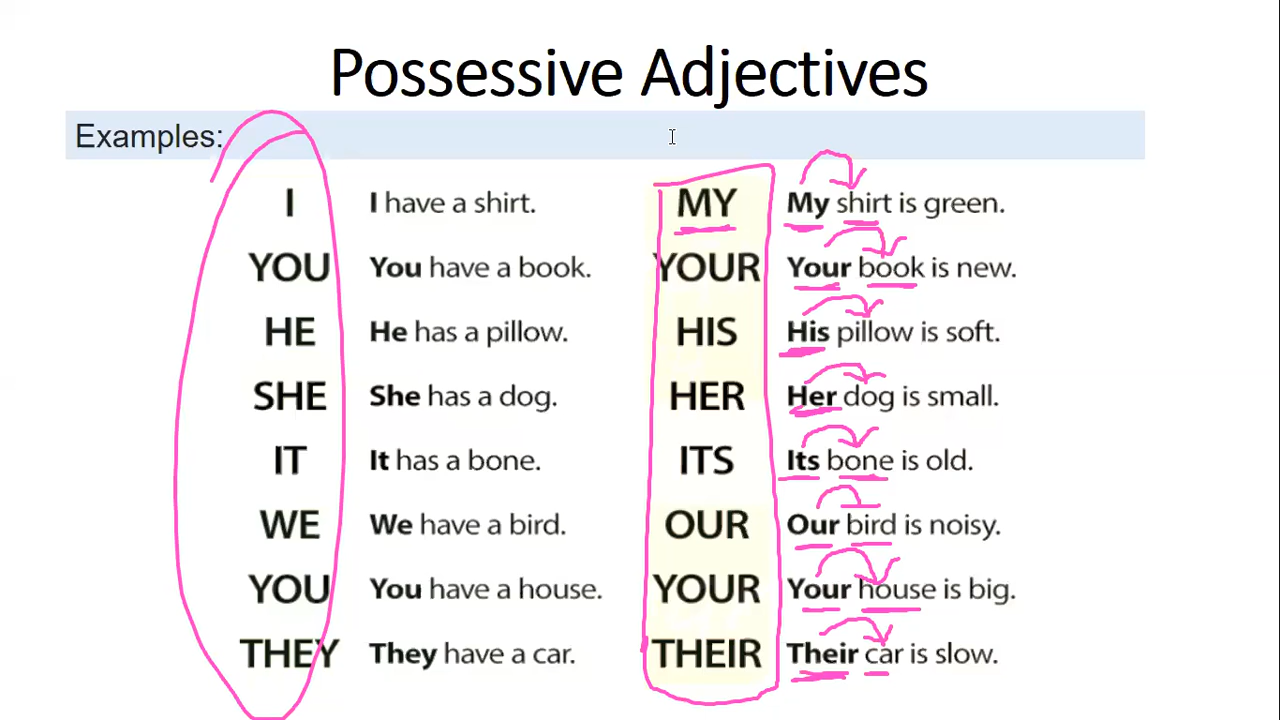 Possessive Adjectives
Examples:
I I have a shirt. MY My shirt is green.
YOU You have a book. YOUR Your book is new.
HE He has a pillow. HIS His pillow is soft.
SHE She has a dog. HER Her dog is small.
IT It has a bone. ITS Its bone is old.
WE We have a bird. OUR Our bird is noisy.
YOU You have a house. YOUR Your house is big.
THEY They have a car. THEIR Their car is slow.